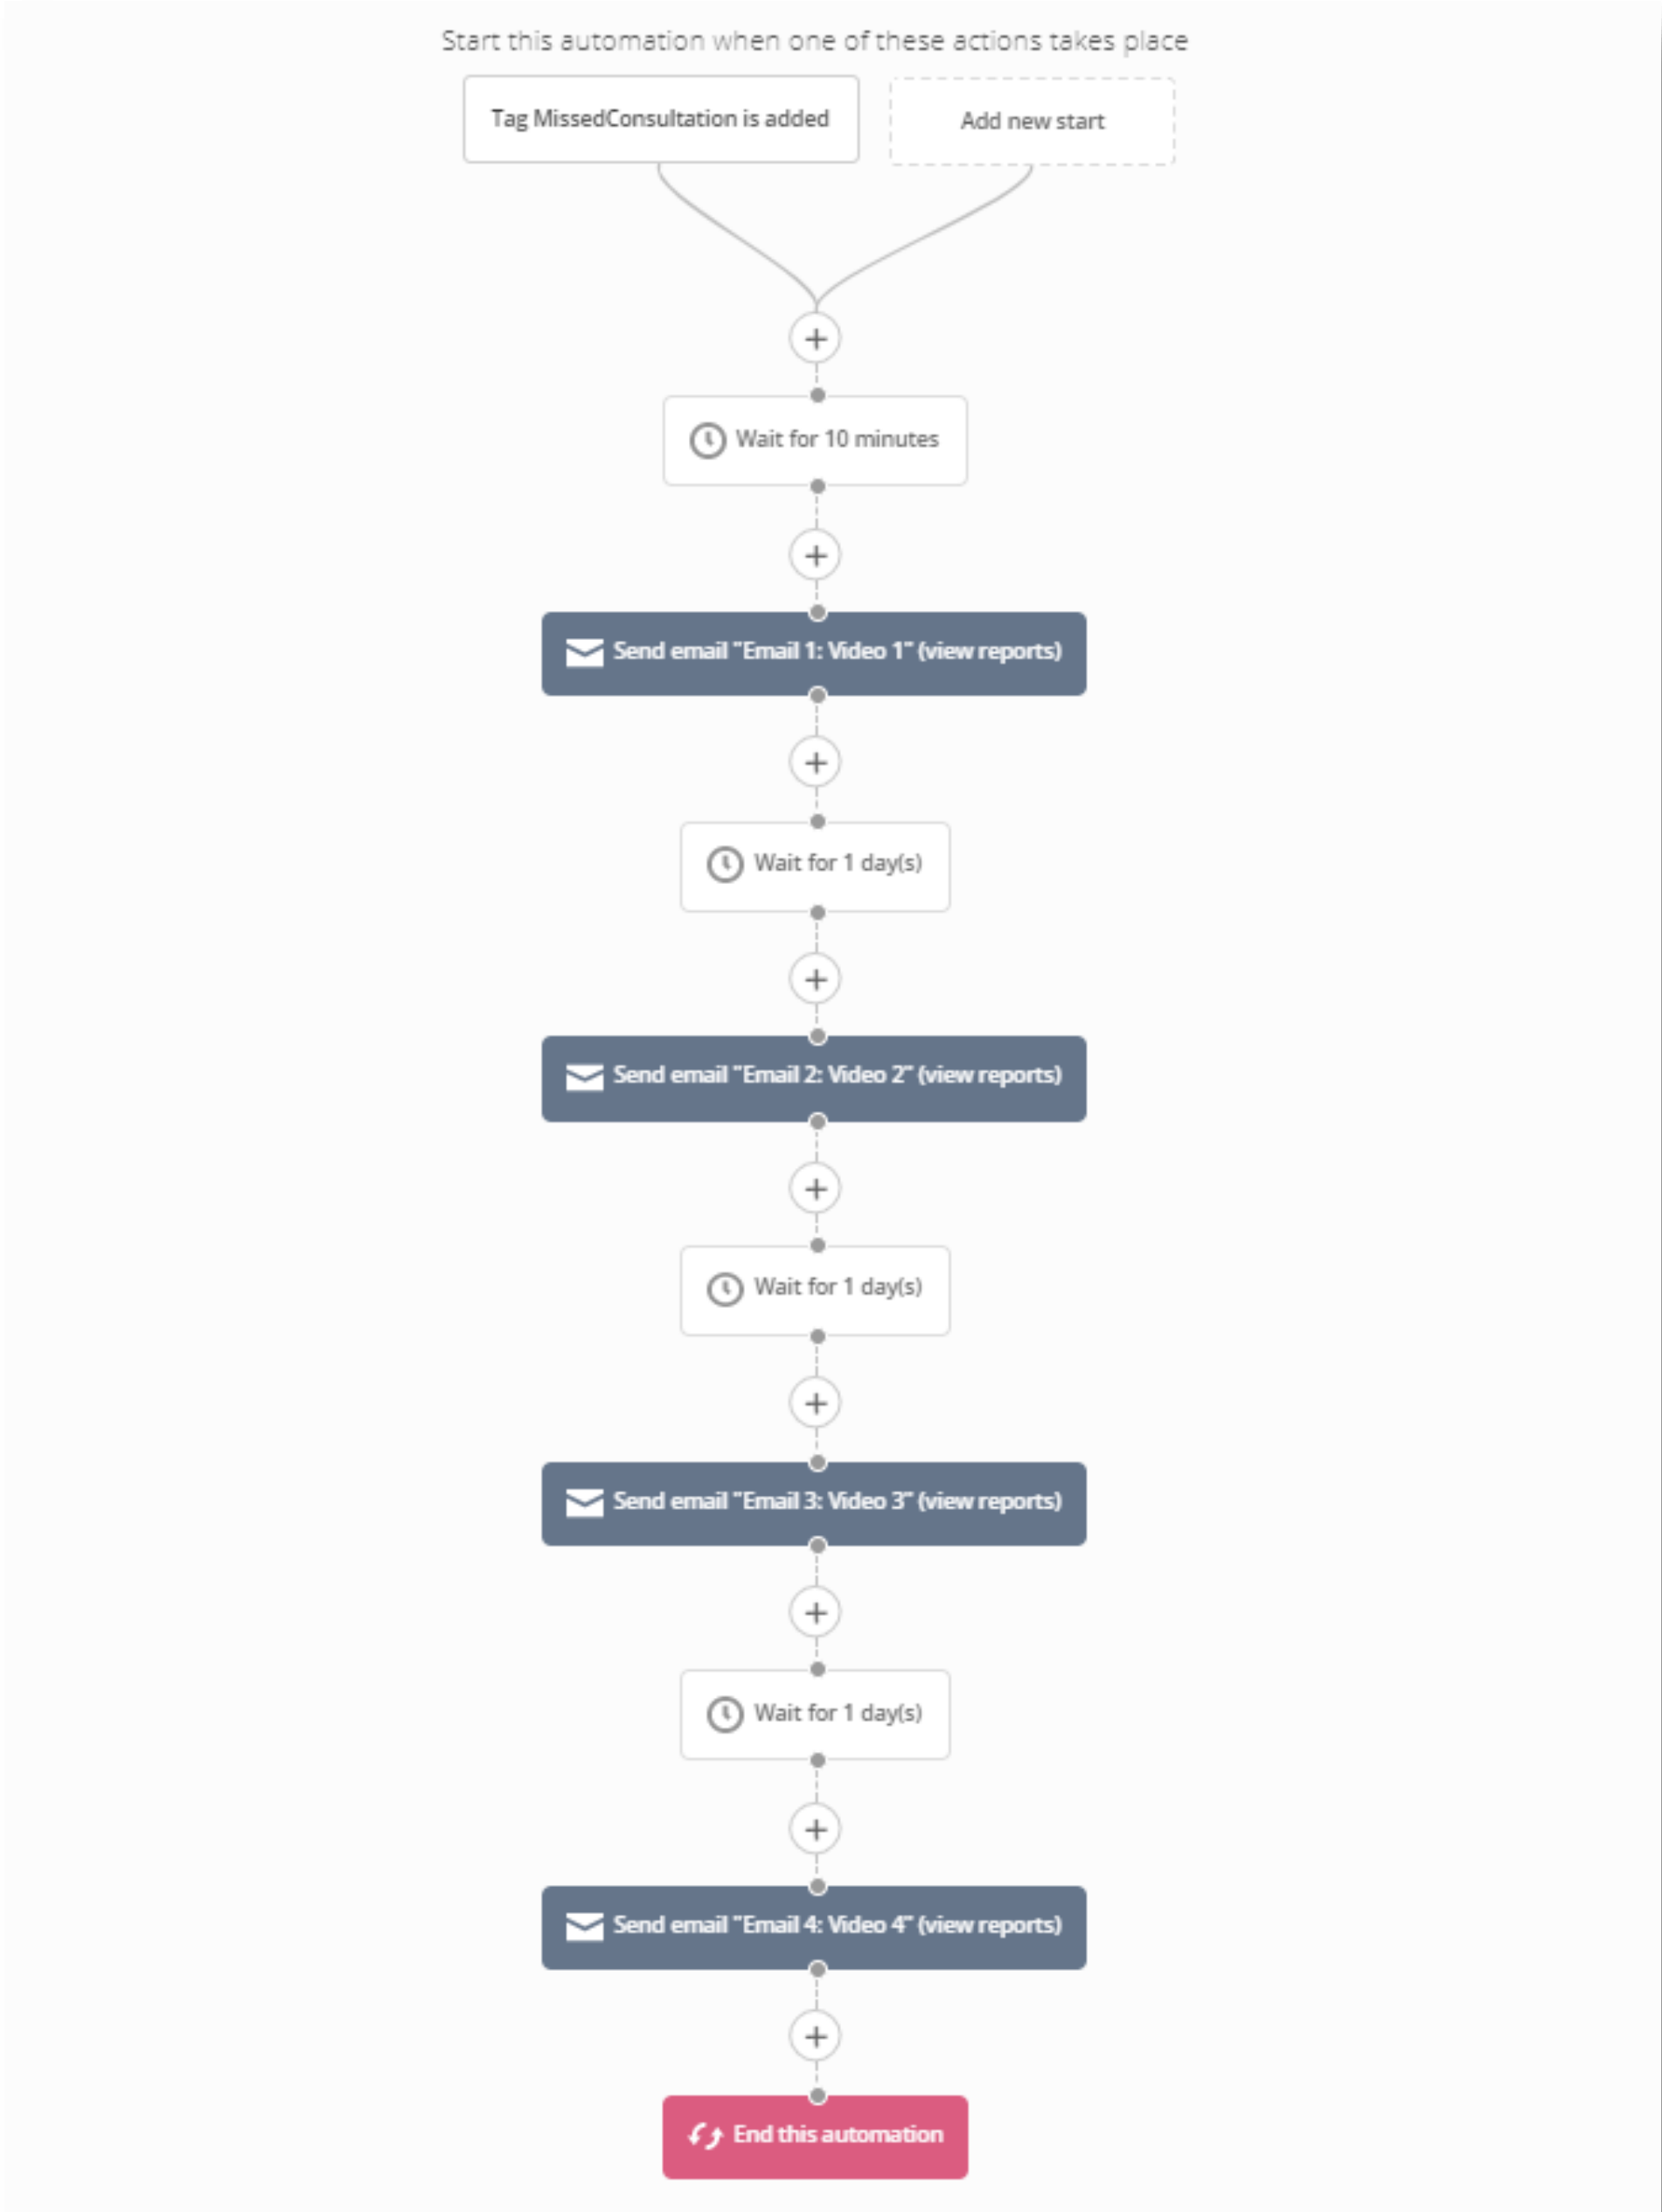 Start this automation when one of these actions takes place
Tag MissedConsultation is added
Add new start
Wait for 10 minutes
Send email "Email 1: Video 1" (view reports)
Wait for 1 day(s)
Send email "Email 2: Video 2" (view reports)
Wait for 1 day(s)
Send email "Email 3: Video 3" (view reports)
Wait for 1 day(s)
Send email "Email 4: Video 4" (view reports)
End this automation